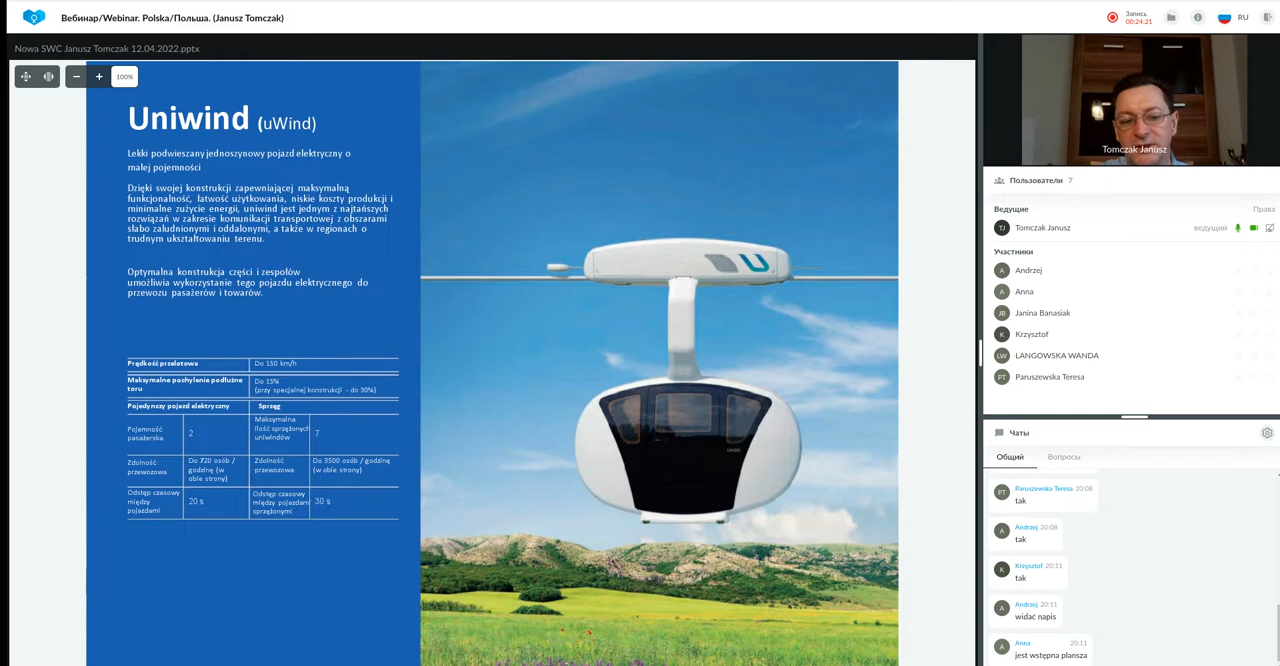 Вебинар/Webinar. Polska/Польша. (Janusz Tomczak)
Запись
00:24:21
RU
Nowa SWC Janusz Tomczak 12.04.2022.pptx
100%
Uniwind (uWind)
Lekki podwieszany jednoszynowy pojazd elektryczny o
małej pojemności
Dzięki swojej konstrukcji zapewniającej maksymalną
funkcjonalność, łatwość użytkowania, niskie koszty produkcji i
minimalne zużycie energii, uniwind jest jednym z najtańszych
rozwiązań w zakresie komunikacji transportowej z obszarami
słabo zaludnionymi i oddalonymi, a także w regionach o
trudnym ukształtowaniu terenu.
Optymalna konstrukcja części i zespołów
umożliwia wykorzystanie tego pojazdu elektrycznego do
przewozu pasażerów i towarów.
Prędkość przelotowa
Do 150 km/h
Maksymalne pochylenie podłużne
toru
Do 15%
(przy specjalnej konstrukcji - do 30%)
Pojedynczy pojazd elektryczny
Sprzęg
Pojemność
pasażerska
2
Maksymalna
ilość sprzężonych
uniwindów
7
Zdolność
przewozowa
Do 720 osób /
godzinę (w
obie strony)
Zdolność
przewozowa
Do 3500 osób / godzinę
(w obie strony)
Odstęp czasowy
między
pojazdami
20 s
Odstęp czasowy
między pojazdami
sprzężonymi
30 s
Tomczak Janusz
Пользователи 7
Ведущие
Права
TJ
Tomczak Janusz
ведущий
Участники
A
Andrzej
A
Anna
JB
Janina Banasiak
K
Krzysztof
LW
LANGOWSKA WANDA
PT
Paruszewska Teresa
Чаты
Общий
Вопросы
PT
Paruszewska Teresa 20:08
tak
A
Andrzej 20:08
tak
K
Krzysztof 20:11
tak
A
Andrzej 20:11
widać napis
A
Anna 20:11
jest wstępna plansza